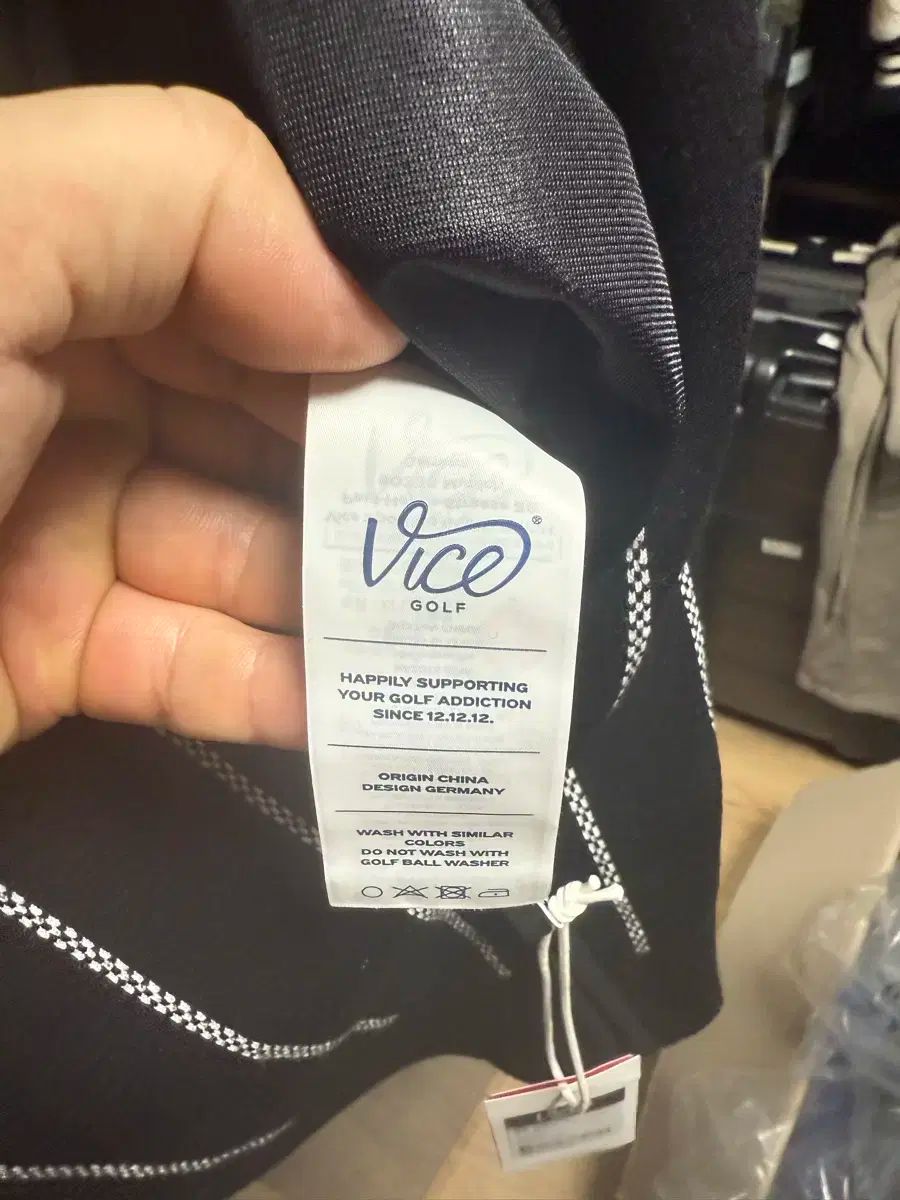 Vice®
GOLF
HAPPILY SUPPORTING
YOUR GOLF ADDICTION
SINCE 12.12.12.
ORIGIN CHINA
DESIGN GERMANY
WASH WITH SIMILAR
COLORS
DO NOT WASH WITH
GOLF BALL WASHER